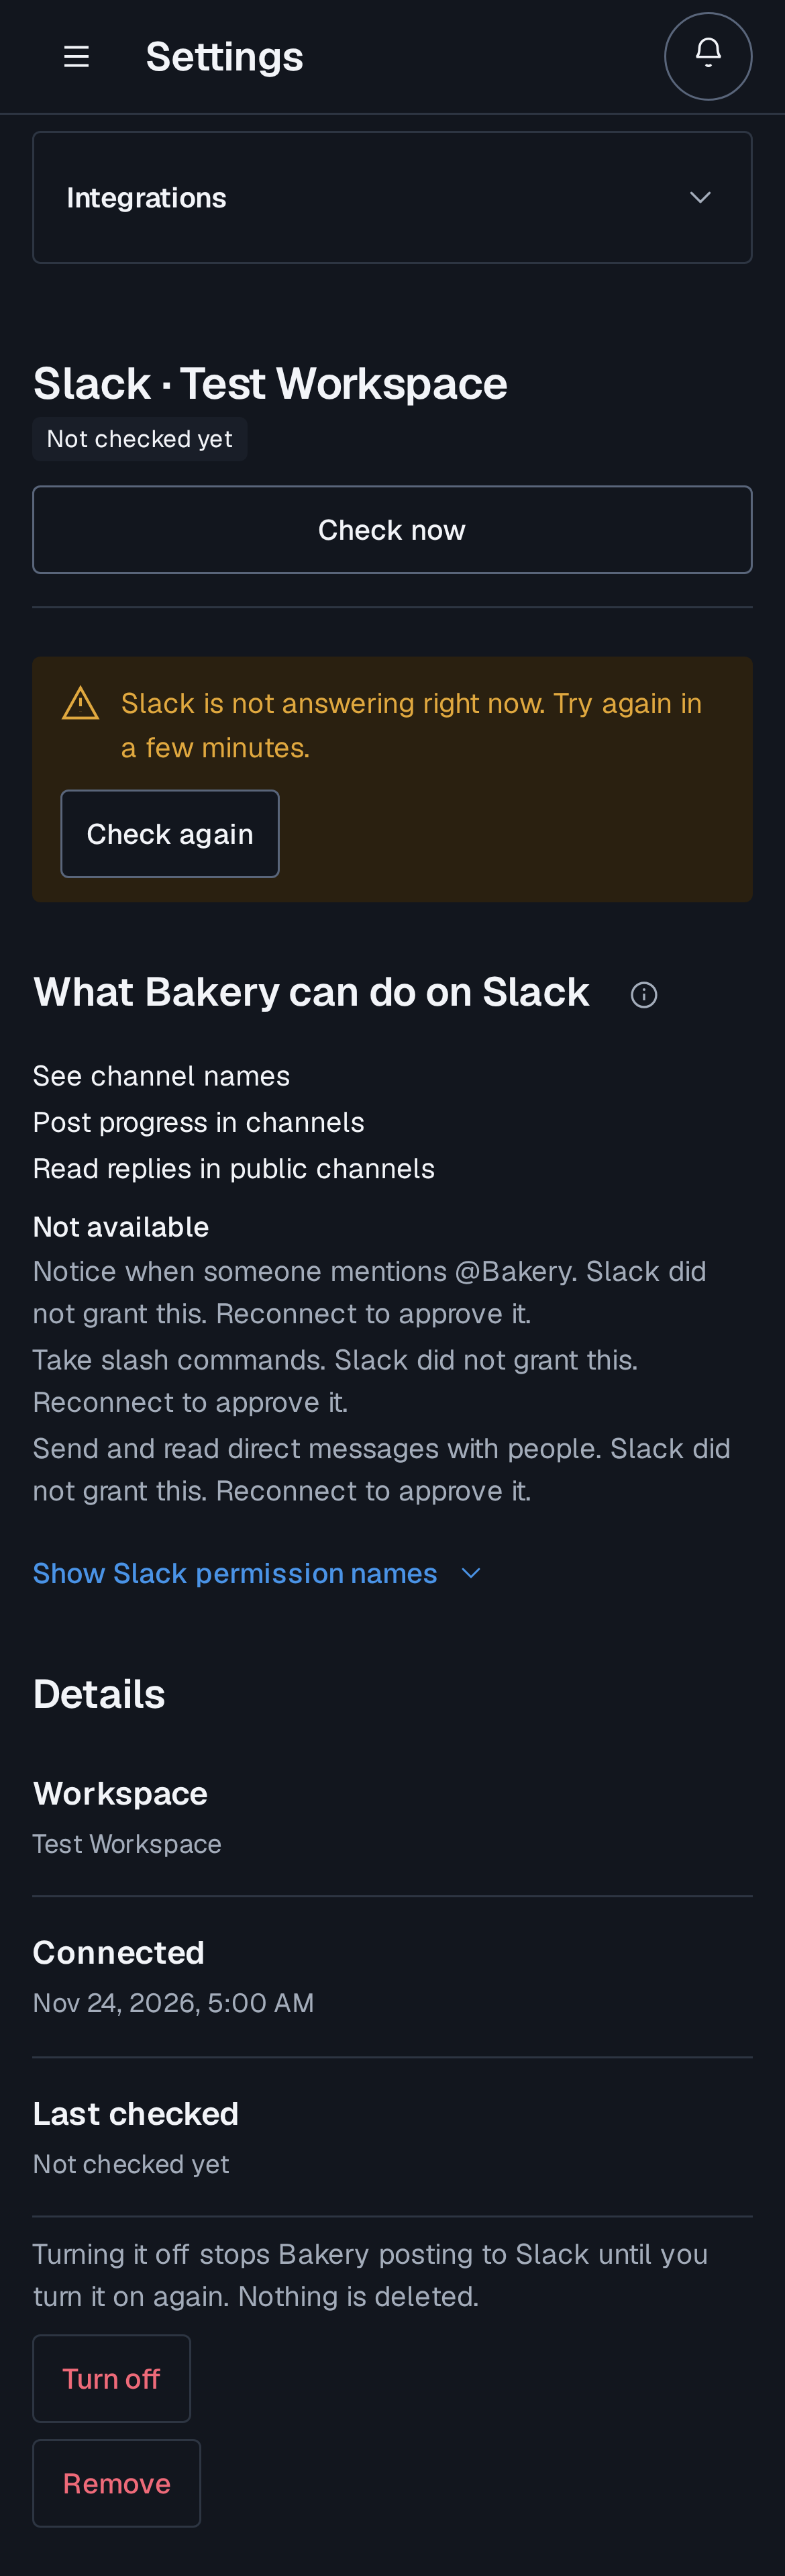 Settings
Integrations
Slack · Test Workspace
Not checked yet
Check now
Slack is not answering right now. Try again in
a few minutes.
Check again
What Bakery can do on Slack
See channel names
Post progress in channels
Read replies in public channels
Not available
Notice when someone mentions @Bakery. Slack did
not grant this. Reconnect to approve it.
Take slash commands. Slack did not grant this.
Reconnect to approve it.
Send and read direct messages with people. Slack did
not grant this. Reconnect to approve it.
Show Slack permission names
Details
Workspace
Test Workspace
Connected
Nov 24, 2026, 5:00 AM
Last checked
Not checked yet
Turning it off stops Bakery posting to Slack until you
turn it on again. Nothing is deleted.
Turn off
Remove